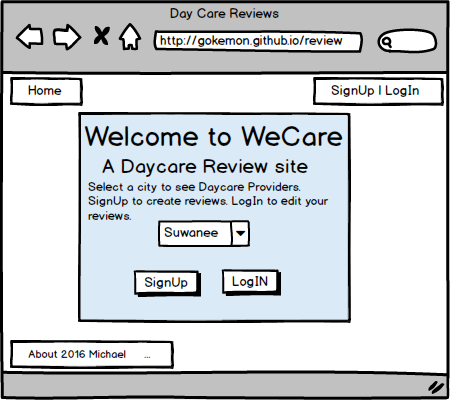 Day Care Reviews
http://gokemon.github.io/review
Home
SignUp | LogIn
Welcome to WeCare
A Daycare Review site
Select a city to see Daycare Providers.
SignUp to create reviews. LogIn to edit your
reviews.
Suwanee
SignUp
LogIN
About 2016 Michael ...